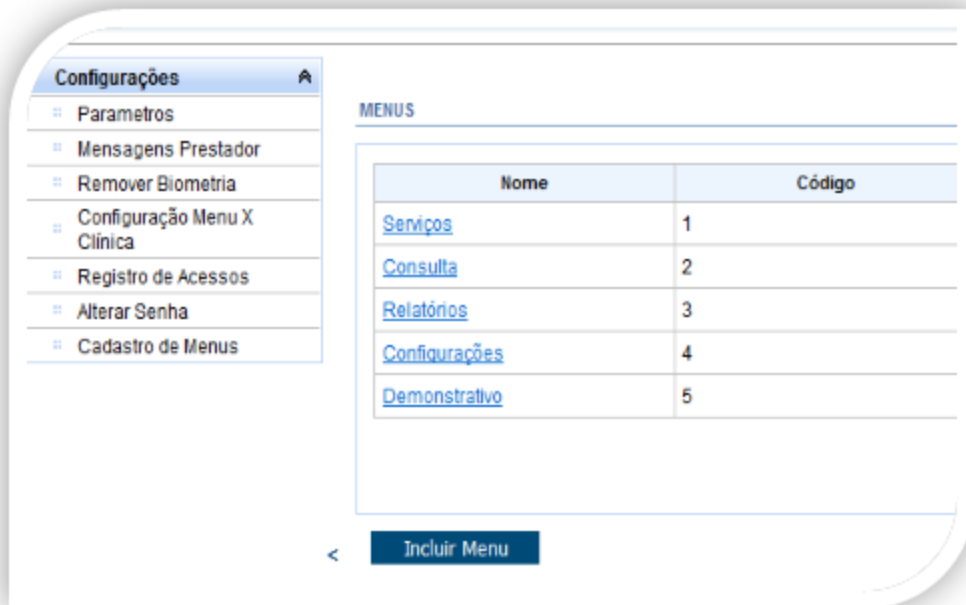 Configurações
Parametros
Mensagens Prestador
Remover Biometria
Configuração Menu X
Clínica
Registro de Acessos
Alterar Senha
Cadastro de Menus
MENUS
Nome Código
Serviços 1
Consulta 2
Relatórios 3
Configurações 4
Demonstrativo 5
< Incluir Menu